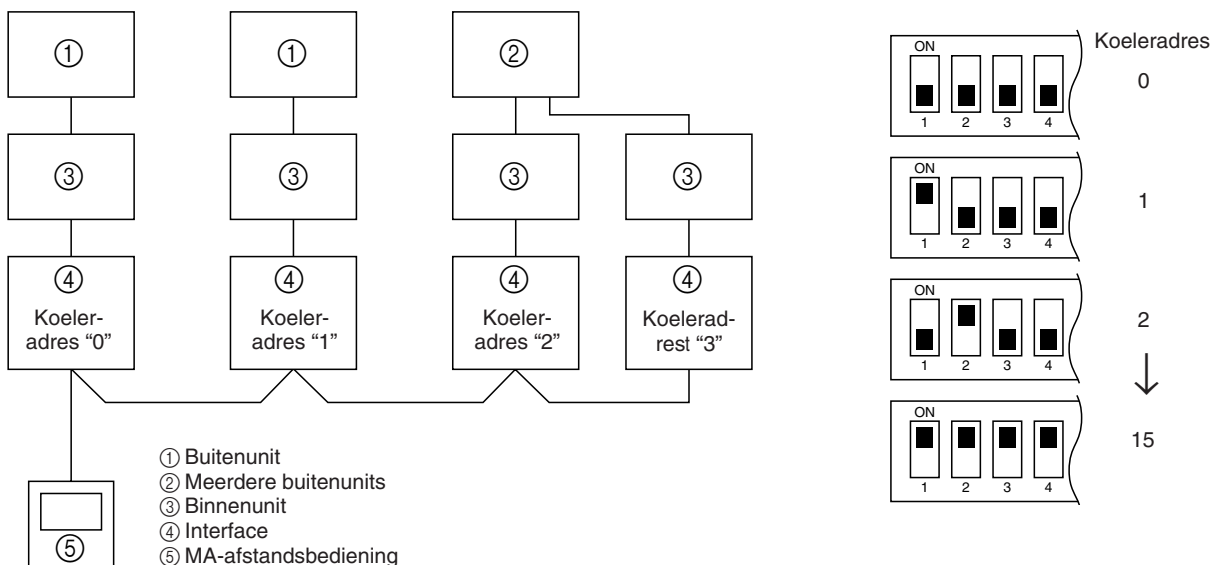 ① ① ②
③ ③ ③ ③
④ ④ ④ ④
Koeler-
adres “0”
Koeler-
adres “1”
Koeler-
adres “2”
Koelerad-
rest “3”
⑤
① Buitenunit
② Meerdere buitenunits
③ Binnenunit
④ Interface
⑤ MA-afstandsbediening
Koeleradres
ON
1 2 3 4
0
ON
1 2 3 4
1
ON
1 2 3 4
2
ON
1 2 3 4
15